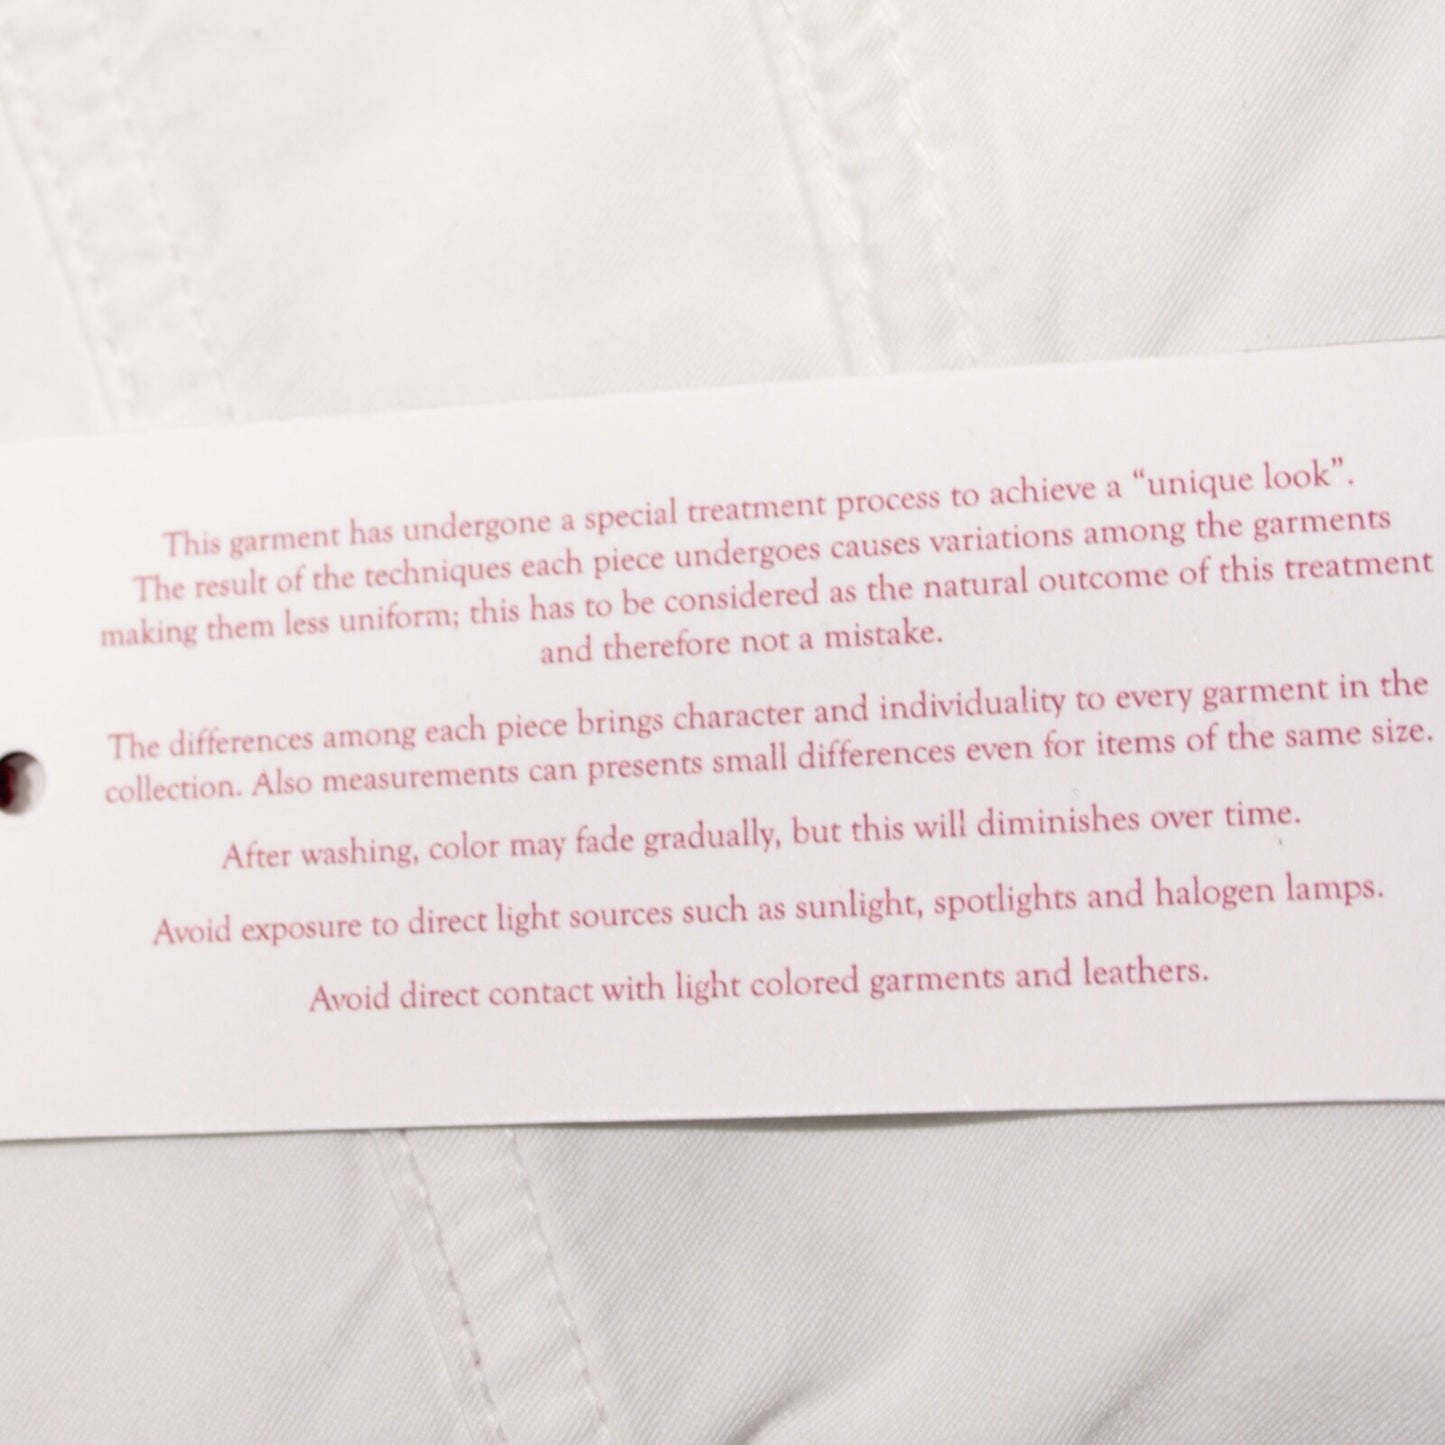 This garment has undergone a special treatment process to achieve a “unique look”.
The result of the techniques each piece undergoes causes variations among the garments
making them less uniform; this has to be considered as the natural outcome of this treatment
and therefore not a mistake.
The differences among each piece brings character and individuality to every garment in the
collection. Also measurements can presents small differences even for items of the same size.
After washing, color may fade gradually, but this will diminishes over time.
Avoid exposure to direct light sources such as sunlight, spotlights and halogen lamps.
Avoid direct contact with light colored garments and leathers.